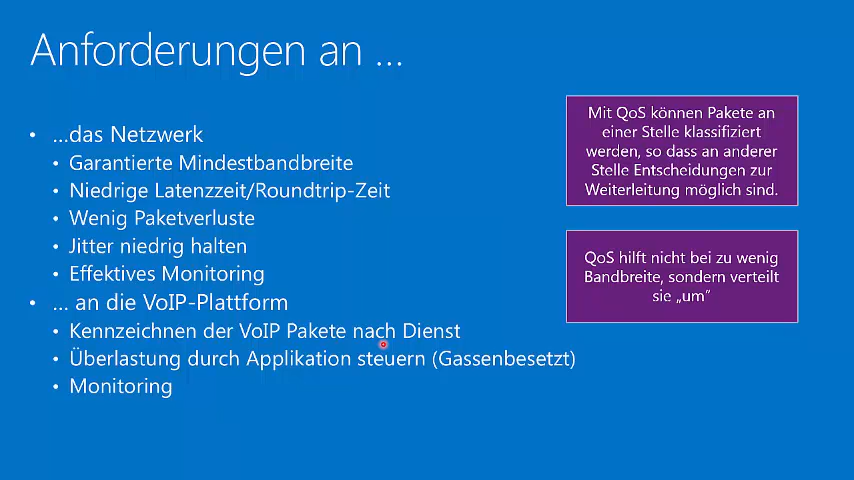 Anforderungen an ...
• ...das Netzwerk
• Garantierte Mindestbandbreite
• Niedrige Latenzzeit/Roundtrip-Zeit
• Wenig Paketverluste
• Jitter niedrig halten
• Effektives Monitoring
• ... an die VoIP-Plattform
• Kennzeichnen der VoIP Pakete nach Dienst
• Überlastung durch Applikation steuern (Gassenbesetzt)
• Monitoring
Mit QoS können Pakete an
einer Stelle klassifiziert
werden, so dass an anderer
Stelle Entscheidungen zur
Weiterleitung möglich sind.
QoS hilft nicht bei zu wenig
Bandbreite, sondern verteilt
sie „um"